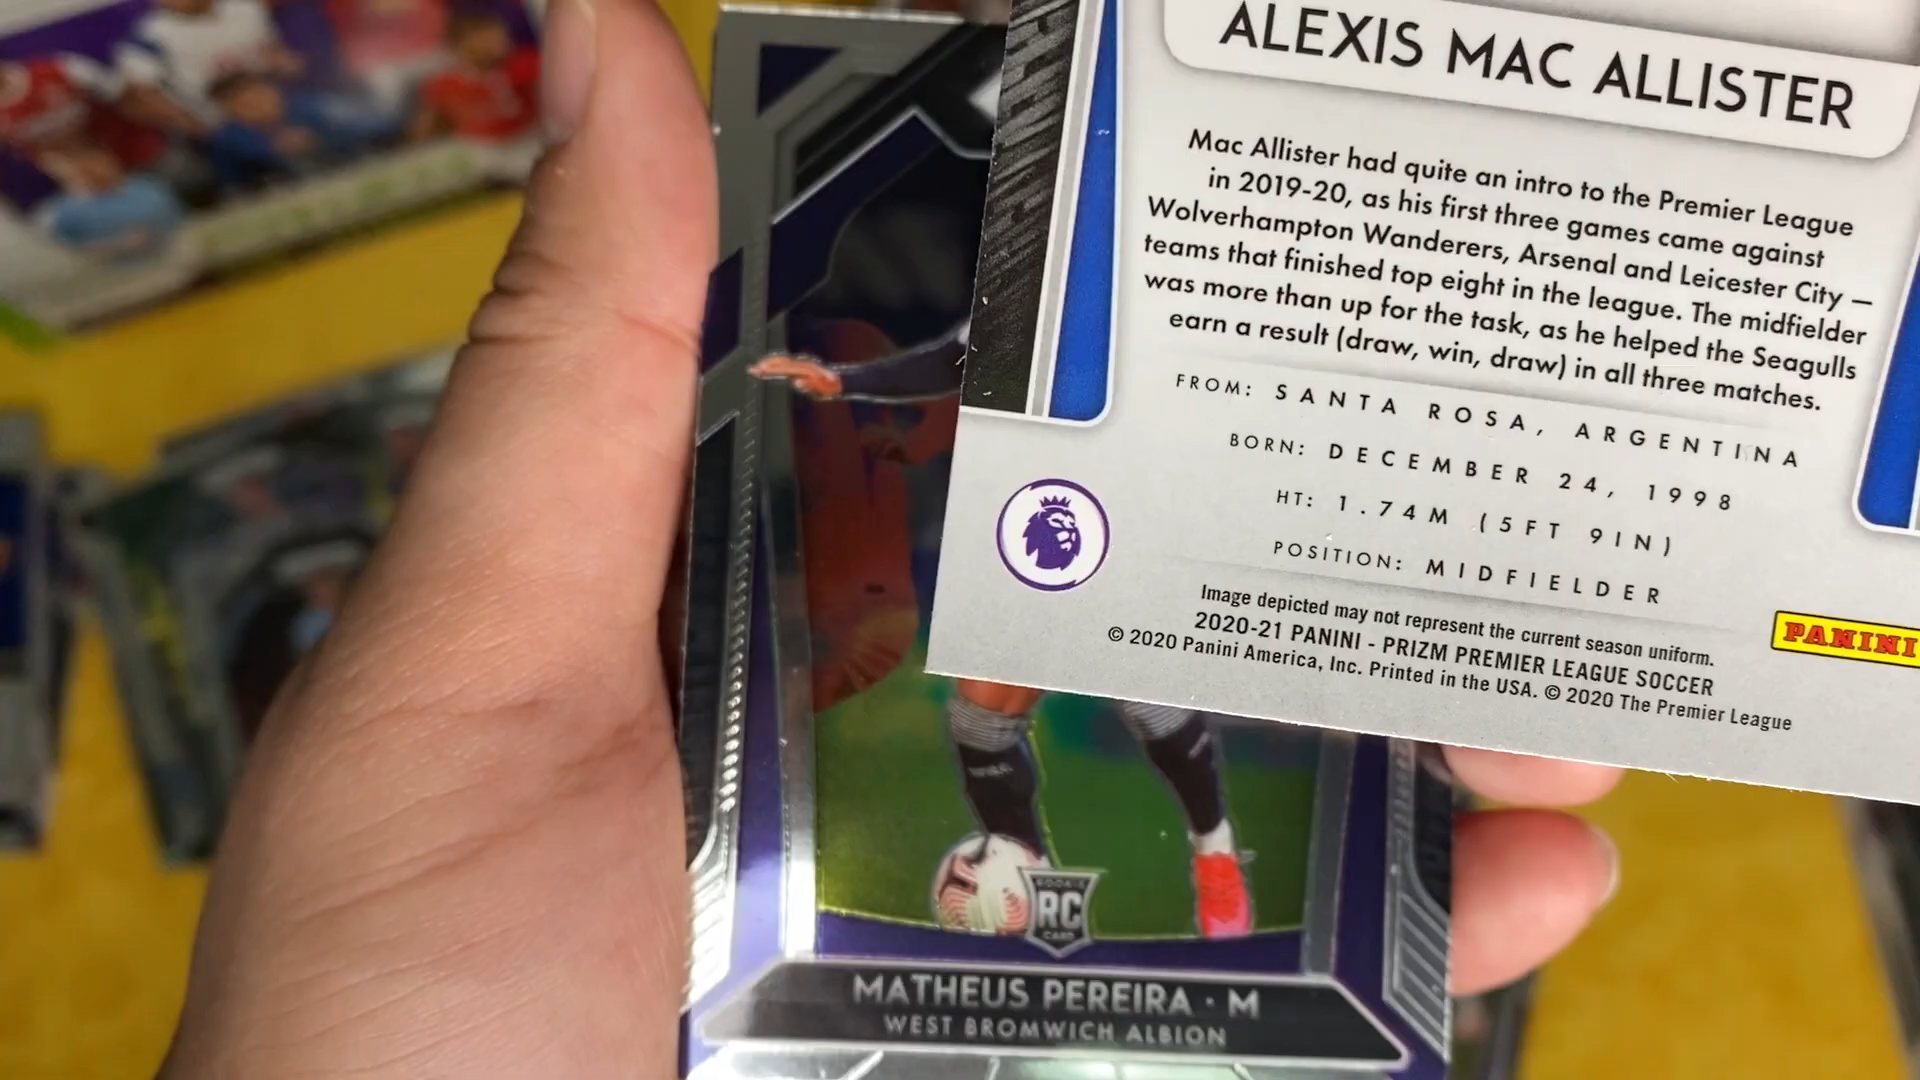 ALEXIS MAC ALLISTER
Mac Allister had quite an intro to the Premier League
in 2019-20, as his first three games came against
Wolverhampton Wanderers, Arsenal and Leicester City —
teams that finished top eight in the league. The midfielder
was more than up for the task, as he helped the Seagulls
earn a result (draw, win, draw) in all three matches.
FROM: SANTA ROSA, ARGENTINA
BORN: DECEMBER 24, 1998
HT: 1.74M (5FT 9IN)
POSITION: MIDFIELDER
Image depicted may not represent the current season uniform.
2020-21 PANINI - PRIZM PREMIER LEAGUE SOCCER
© 2020 Panini America, Inc. Printed in the USA. © 2020 The Premier League
PANINI
ROOKIE
RC
CARD
MATHEUS PEREIRA · M
WEST BROMWICH ALBION